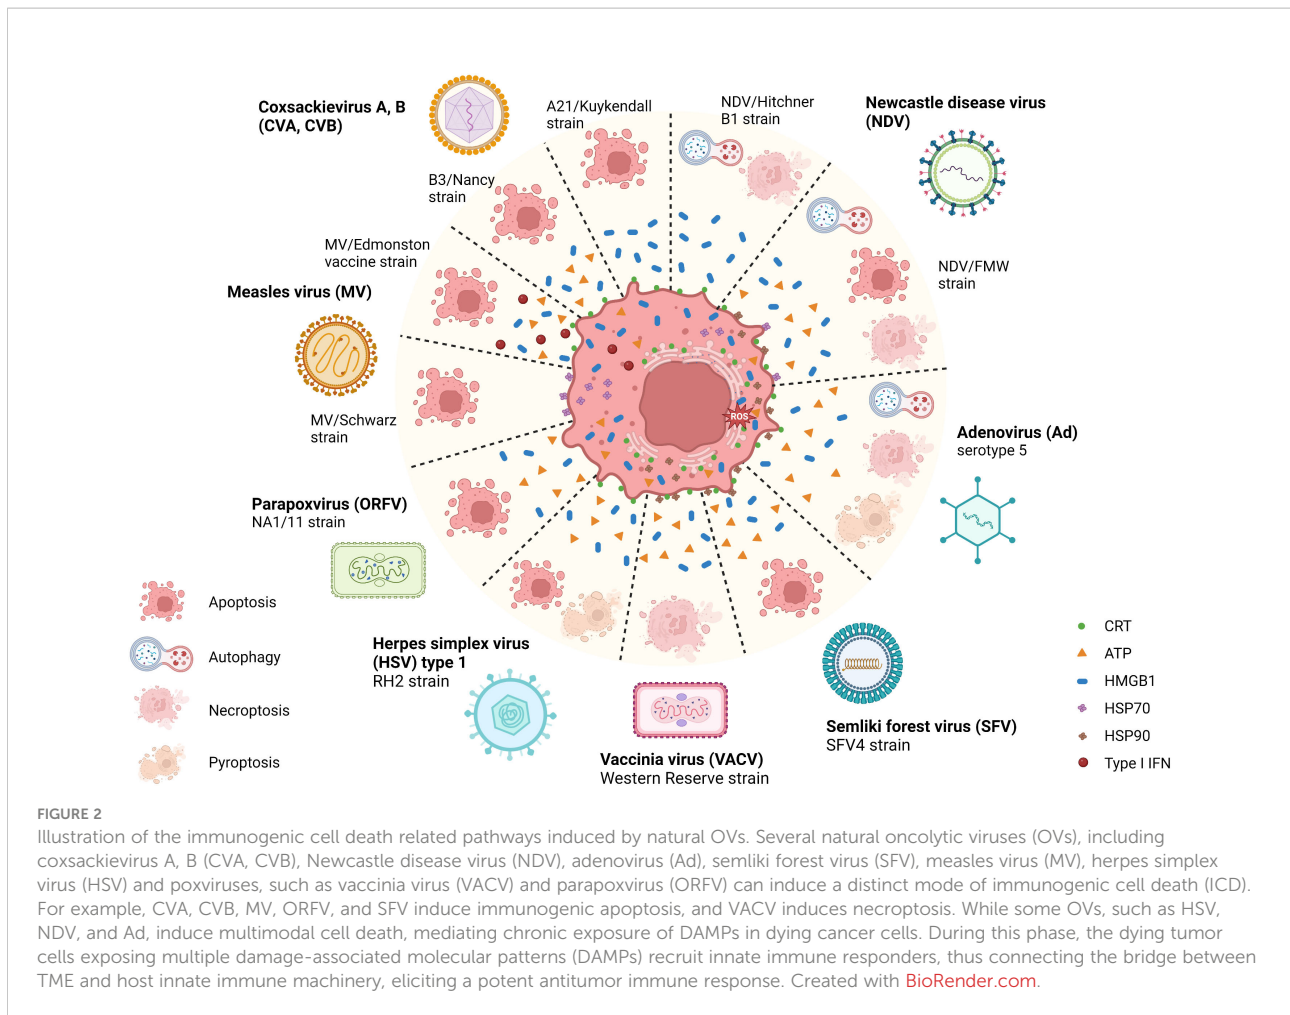 Coxsackievirus A, B
(CVA, CVB)
A21/Kuykendall
strain
NDV/Hitchner
B1 strain
Newcastle disease virus
(NDV)
B3/Nancy
strain
MV/Edmonston
vaccine strain
NDV/FMW
strain
Measles virus (MV)
MV/Schwarz
strain
ROS
Adenovirus (Ad)
serotype 5
Parapoxvirus (ORFV)
NA1/11 strain
Herpes simplex virus
(HSV) type 1
RH2 strain
Vaccinia virus (VACV)
Western Reserve strain
Semliki forest virus (SFV)
SFV4 strain
Apoptosis
Autophagy
Necroptosis
Pyroptosis
CRT
ATP
HMGB1
HSP70
HSP90
Type I IFN
FIGURE 2
Illustration of the immunogenic cell death related pathways induced by natural OVs. Several natural oncolytic viruses (OVs), including
coxsackievirus A, B (CVA, CVB), Newcastle disease virus (NDV), adenovirus (Ad), semliki forest virus (SFV), measles virus (MV), herpes simplex
virus (HSV) and poxviruses, such as vaccinia virus (VACV) and parapoxvirus (ORFV) can induce a distinct mode of immunogenic cell death (ICD).
For example, CVA, CVB, MV, ORFV, and SFV induce immunogenic apoptosis, and VACV induces necroptosis. While some OVs, such as HSV,
NDV, and Ad, induce multimodal cell death, mediating chronic exposure of DAMPs in dying cancer cells. During this phase, the dying tumor
cells exposing multiple damage-associated molecular patterns (DAMPs) recruit innate immune responders, thus connecting the bridge between
TME and host innate immune machinery, eliciting a potent antitumor immune response. Created with BioRender.com.